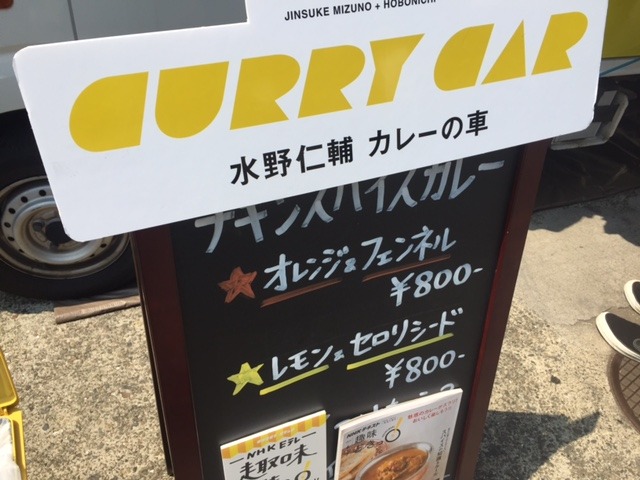 JINSUKE MIZUNO + HOBONICHI
CURRY CAR
水野仁輔 カレーの車
チキンスパイスカレー
オレンジ&フェンネル
¥800-
レモン&セロリシード
¥800-
NHK Eテレ
趣味
NHKテキスト
趣味